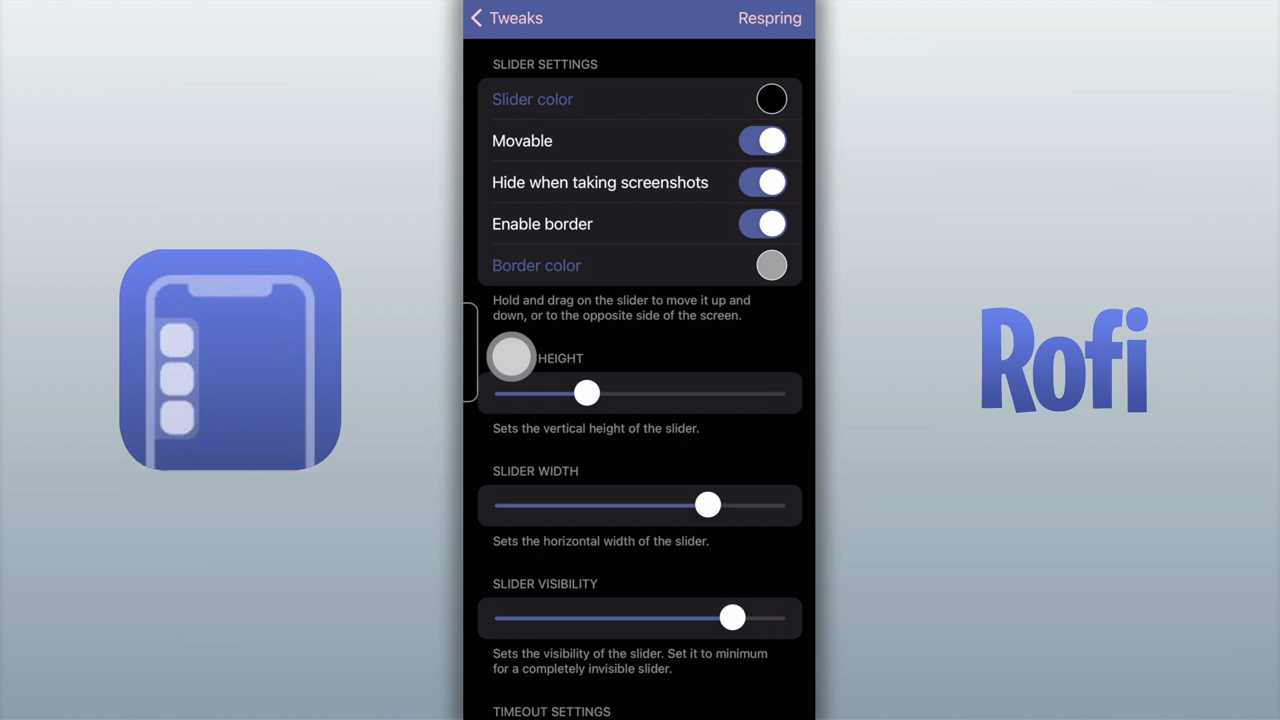 Tweaks
Respring
SLIDER SETTINGS
Slider color
Movable
Hide when taking screenshots
Enable border
Border color
Hold and drag on the slider to move it up and
down, or to the opposite side of the screen.
HEIGHT
Sets the vertical height of the slider.
SLIDER WIDTH
Sets the horizontal width of the slider.
SLIDER VISIBILITY
Sets the visibility of the slider. Set it to minimum
for a completely invisible slider.
TIMEOUT SETTINGS
Rofi